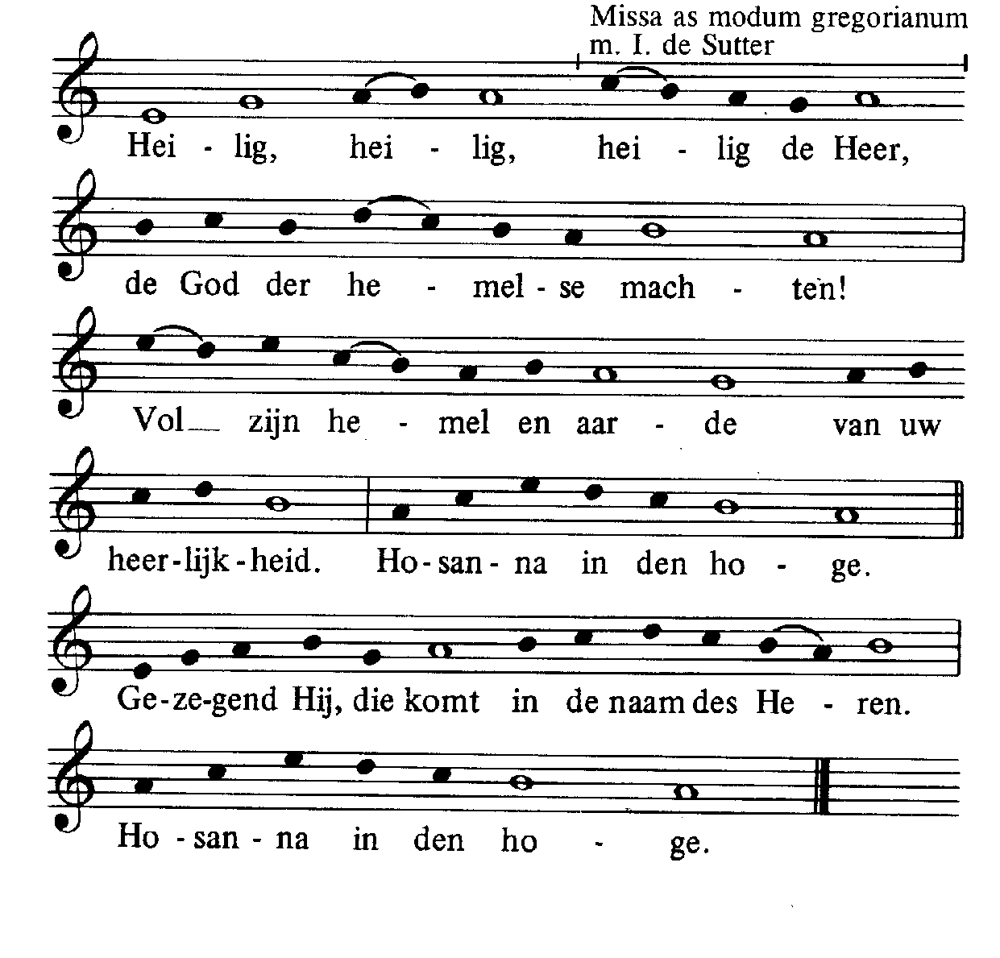 Missa as modum gregorianum
m. I. de Sutter
Hei - lig, hei - lig, hei - lig de Heer,
de God der he - mel - se mach - ten!
Vol__ zijn he - mel en aar - de van uw
heer - lijk - heid. Ho - san - na in den ho - ge.
Ge - ze - gend Hij, die komt in de naam des He - ren.
Ho - san - na in den ho - ge.